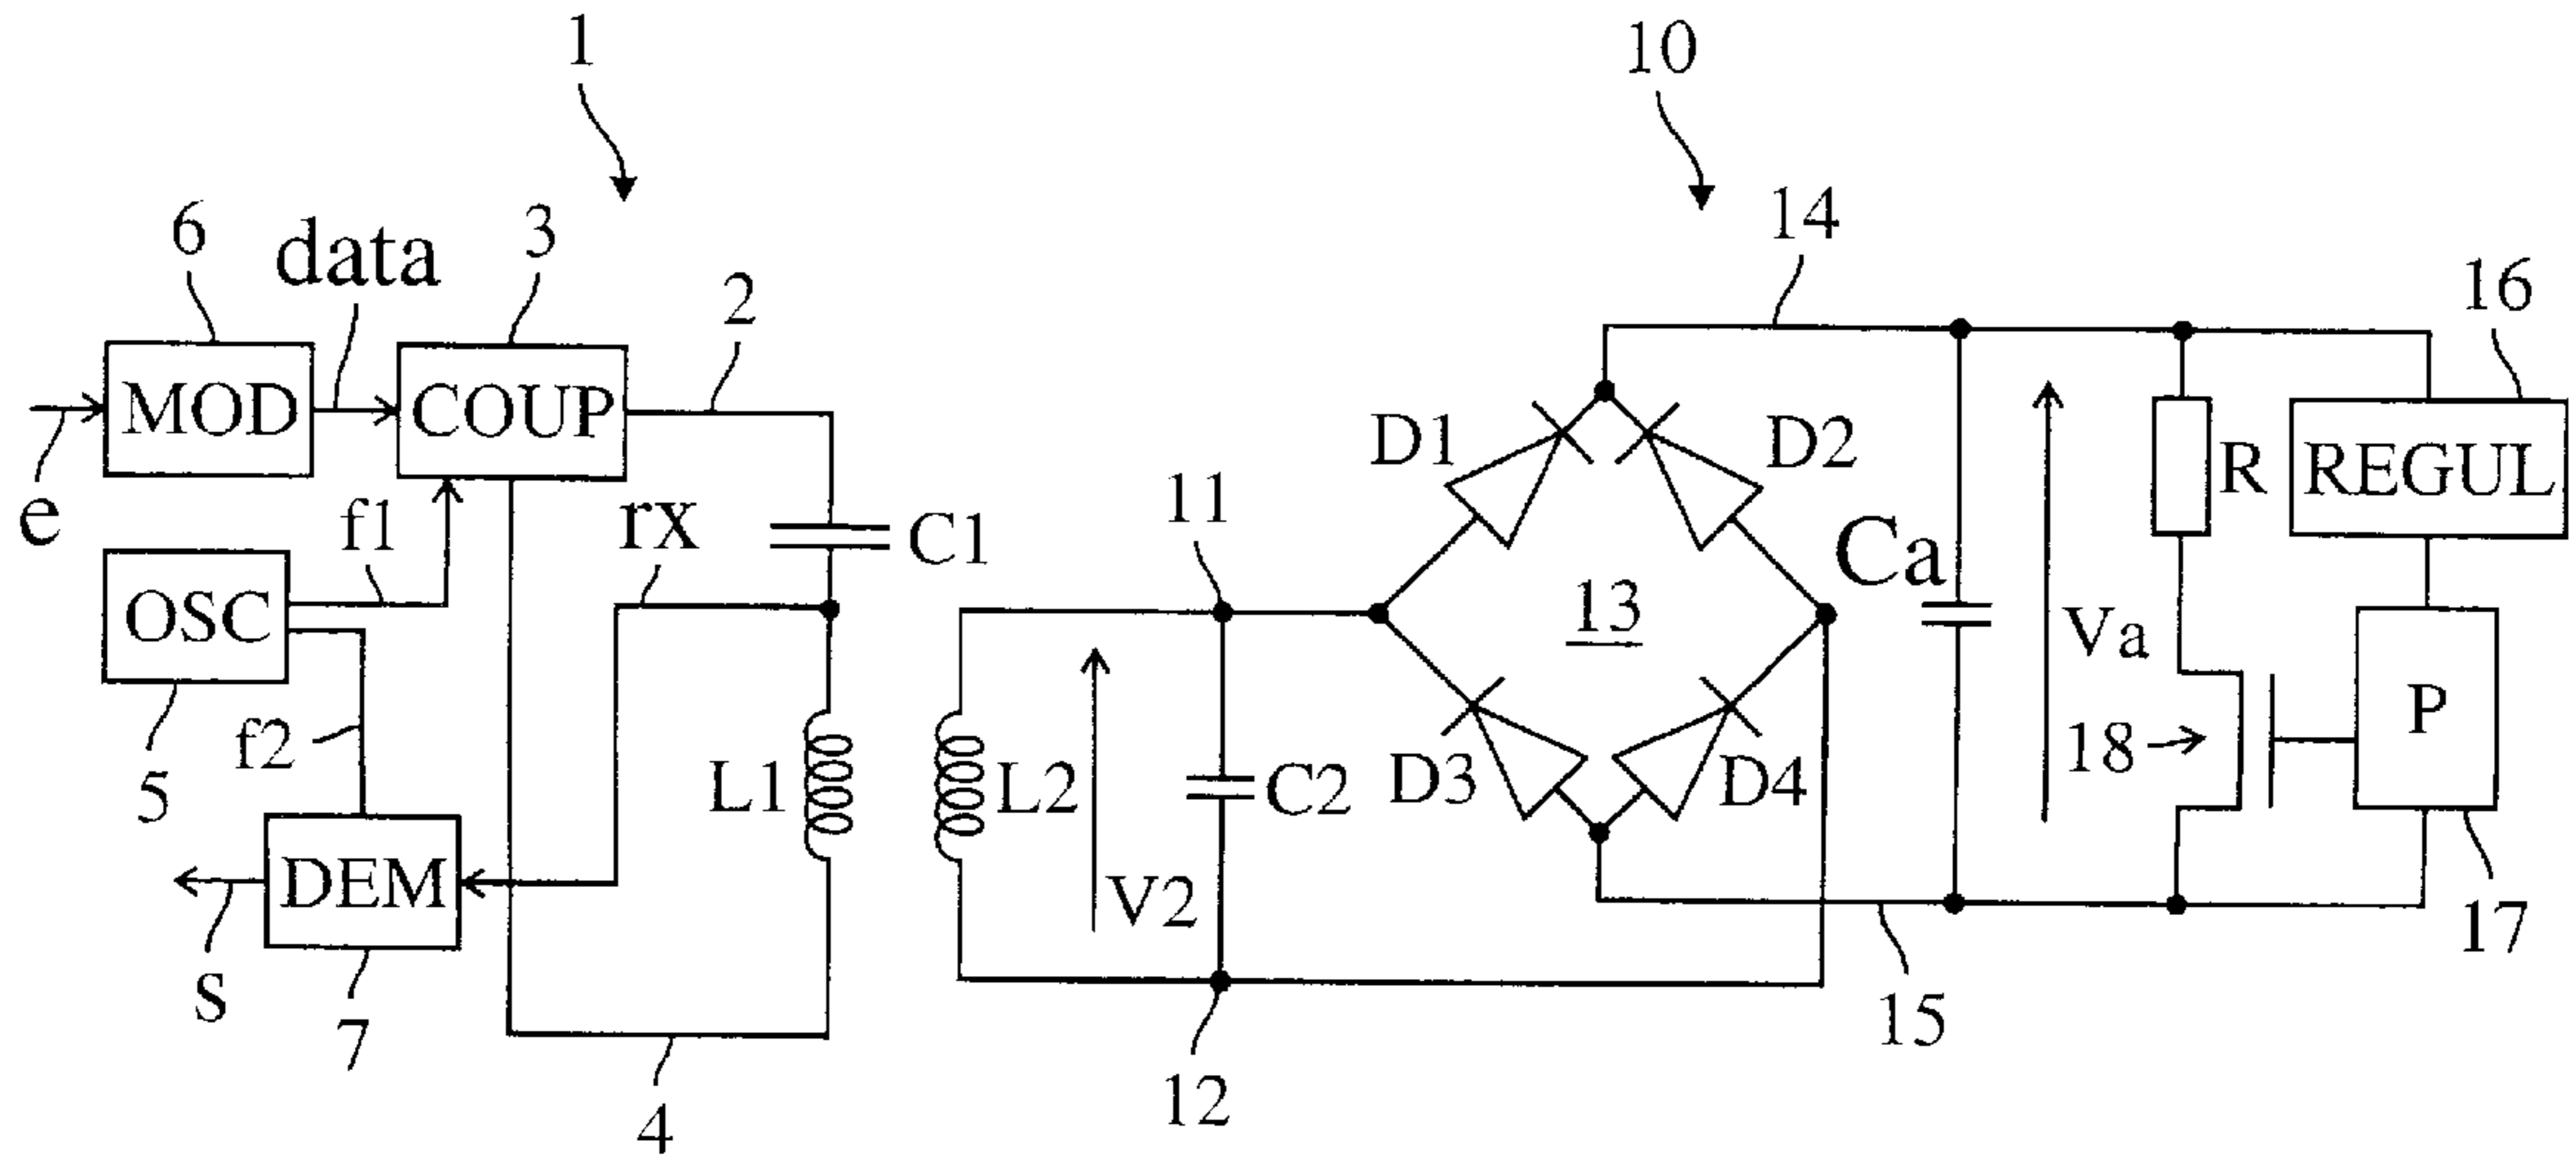 1
10
6
data
3
2
14
16
MOD
COUP
D1
D2
R
REGUL
e
f1
rx
C1
11
Ca
OSC
13
Va
P
5
f2
L1
L2
C2
D3
D4
18
DEM
V2
17
s
7
15
12
4